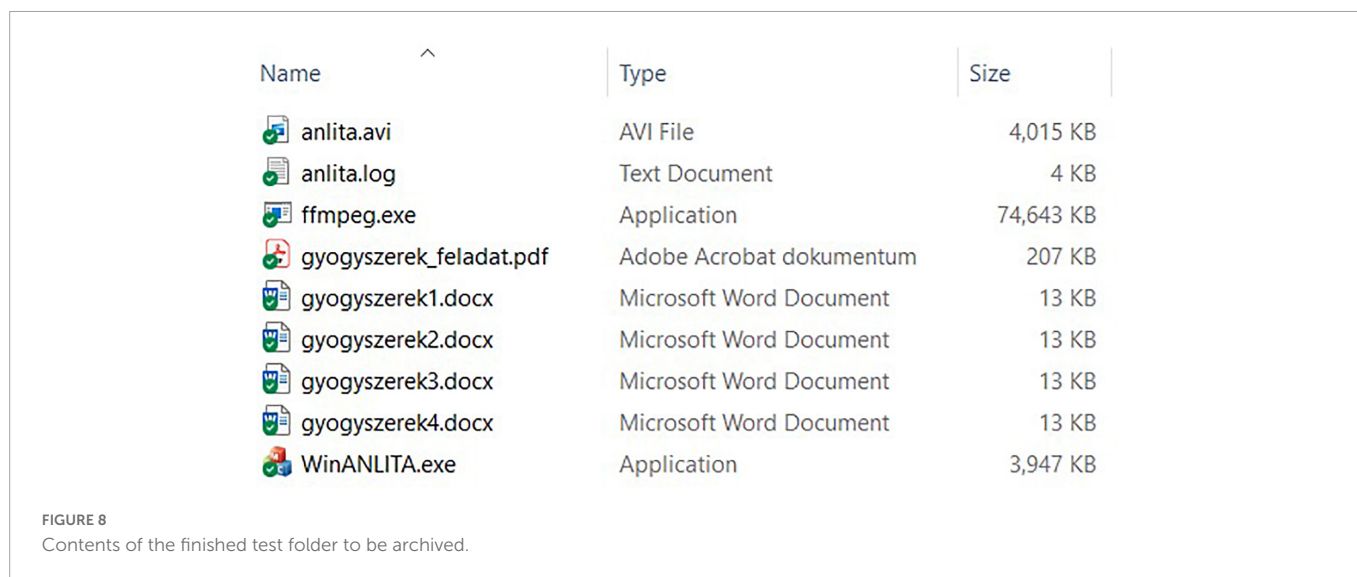 Name Type Size
anlita.avi AVI File 4,015 KB
anlita.log Text Document 4 KB
ffmpeg.exe Application 74,643 KB
gyogyszerek_feladat.pdf Adobe Acrobat dokumentum 207 KB
gyogyszerek1.docx Microsoft Word Document 13 KB
gyogyszerek2.docx Microsoft Word Document 13 KB
gyogyszerek3.docx Microsoft Word Document 13 KB
gyogyszerek4.docx Microsoft Word Document 13 KB
WinANLITA.exe Application 3,947 KB
FIGURE 8
Contents of the finished test folder to be archived.